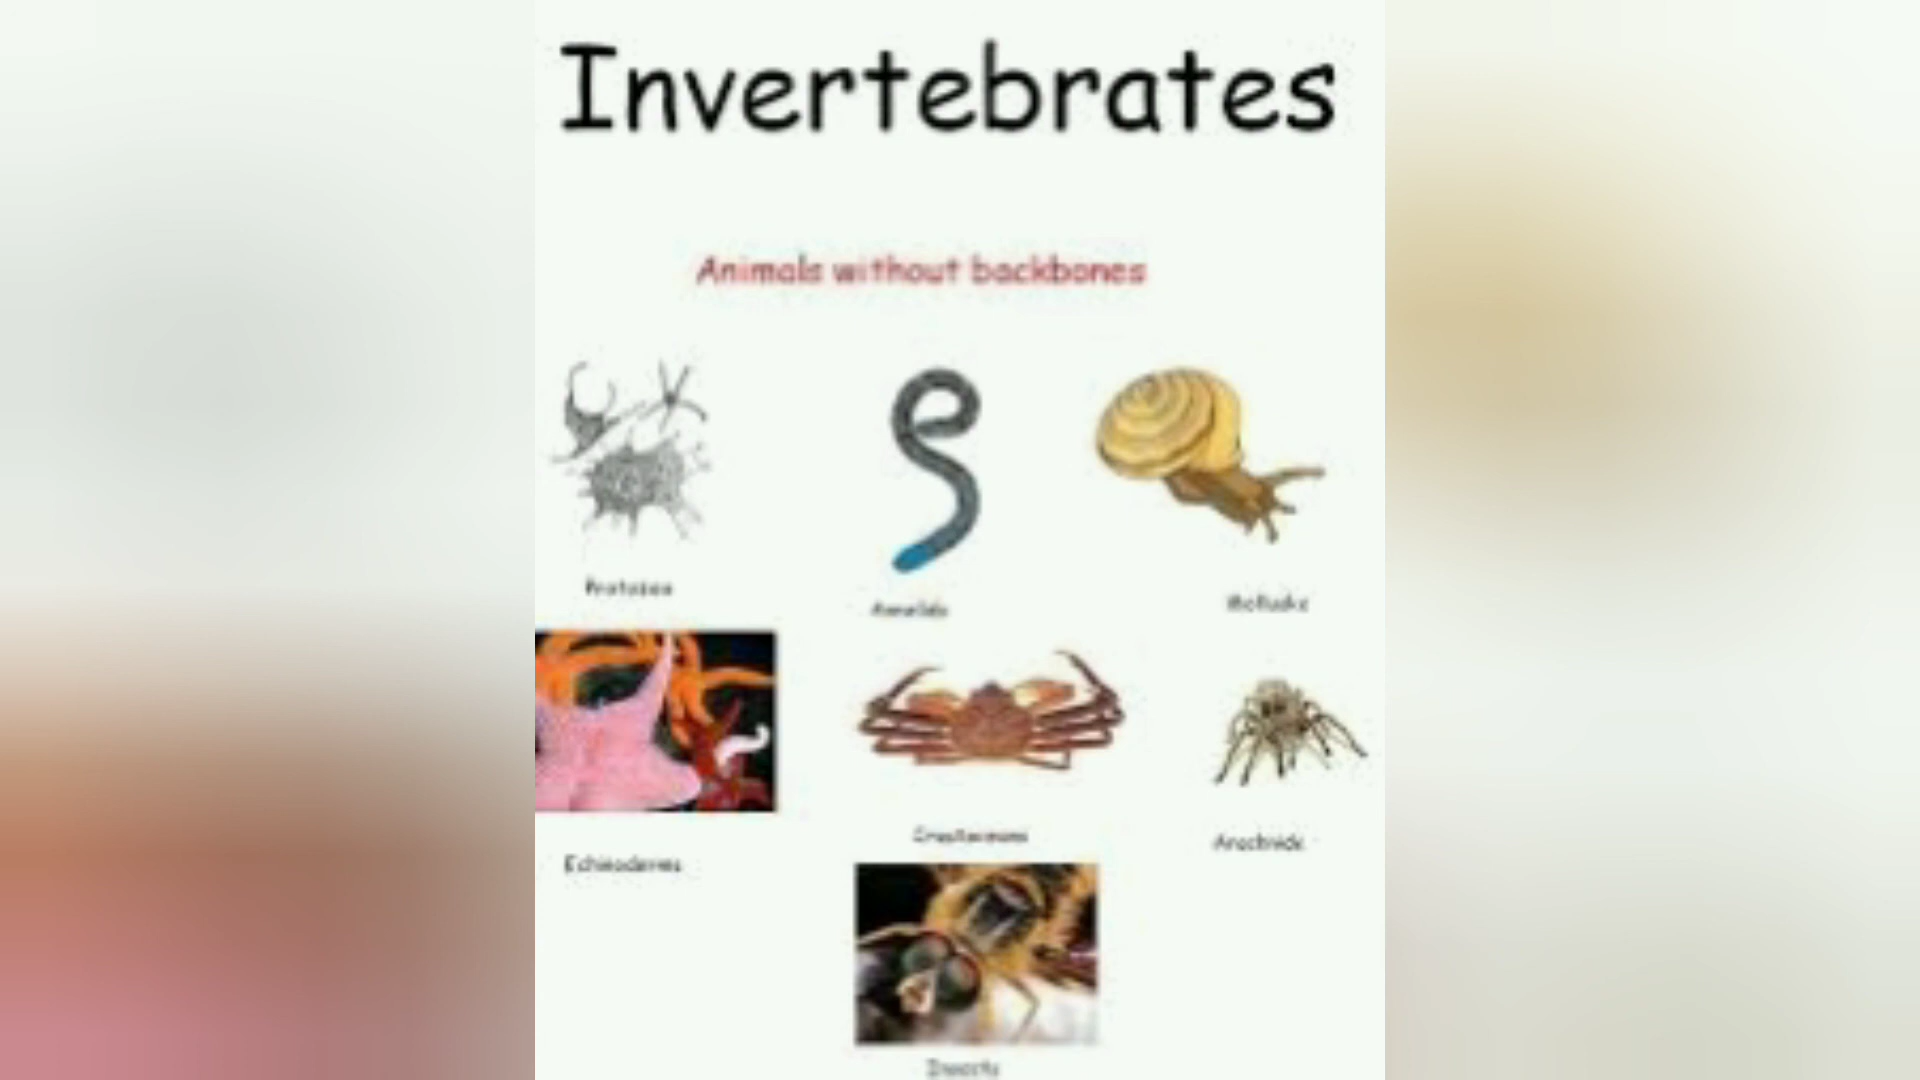 Invertebrates
Animals without backbones
Protozoa
Annelids
Mollusks
Echinoderms
Crustaceans
Arachnids
Insects